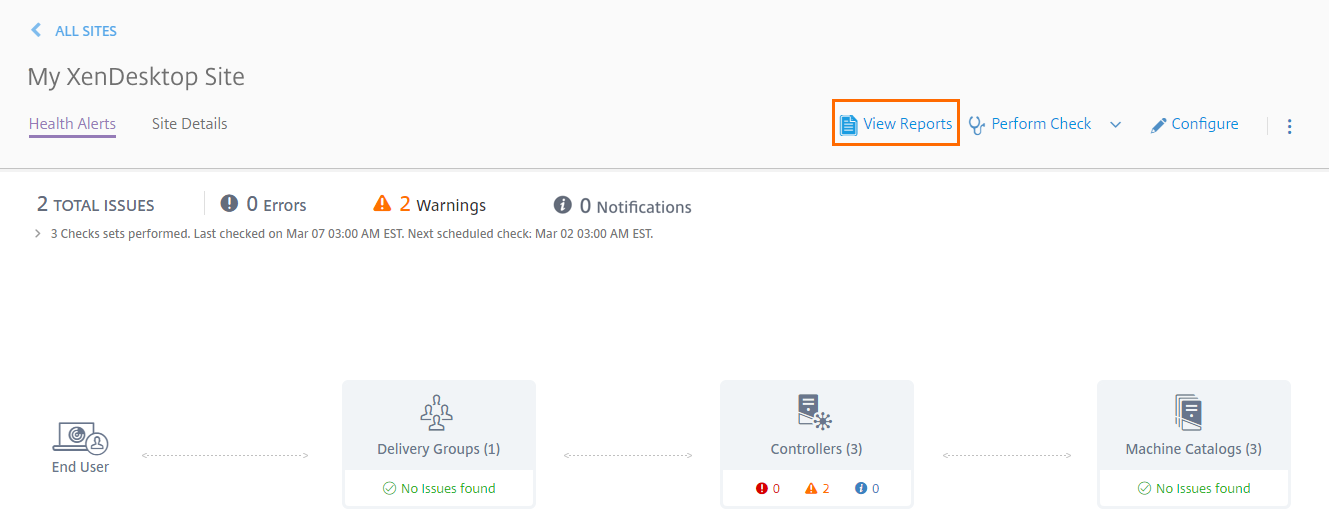 ALL SITES
My XenDesktop Site
Health Alerts Site Details View Reports Perform Check Configure
2 TOTAL ISSUES 0 Errors 2 Warnings 0 Notifications
3 Checks sets performed. Last checked on Mar 07 03:00 AM EST. Next scheduled check: Mar 02 03:00 AM EST.
End User
Delivery Groups (1)
No Issues found
Controllers (3)
0 2 0
Machine Catalogs (3)
No Issues found